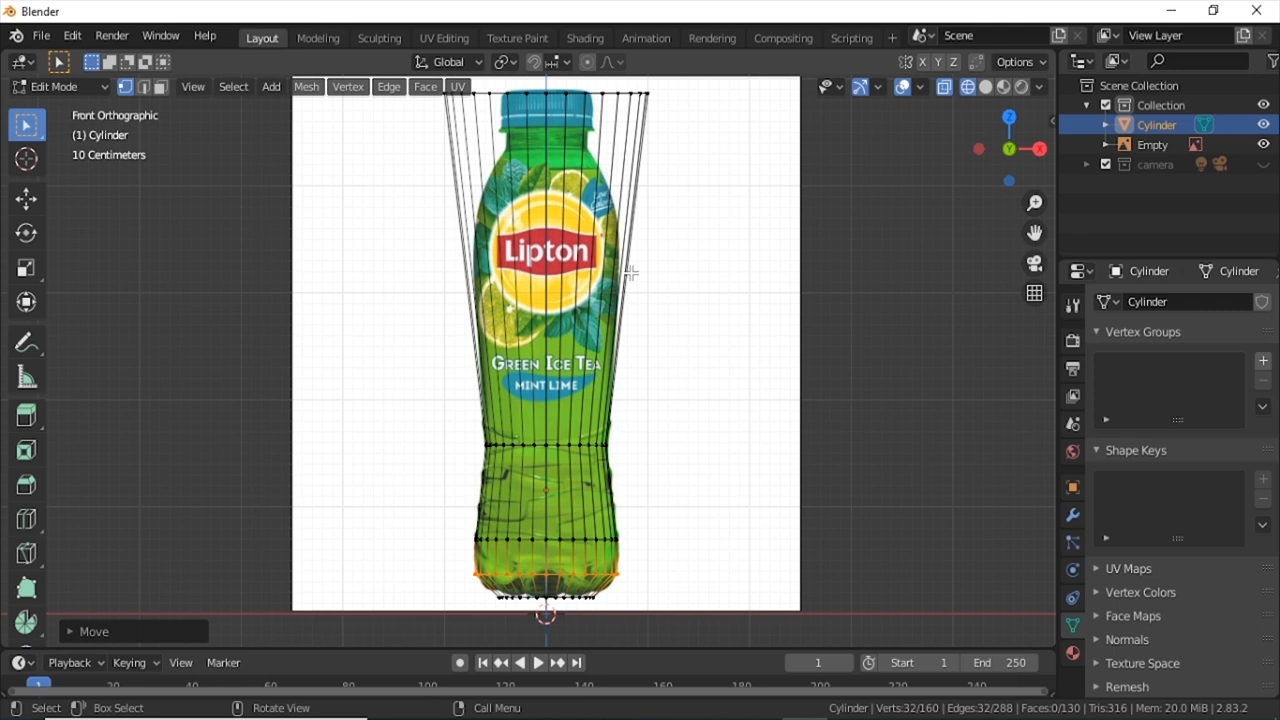 Blender
File Edit Render Window Help
Layout Modeling Sculpting UV Editing Texture Paint Shading Animation Rendering Compositing Scripting +
Scene
View Layer
Global
X Y Z
Options
Edit Mode
View Select Add Mesh Vertex Edge Face UV
Front Orthographic
(1) Cylinder
10 Centimeters
Scene Collection
Collection
Cylinder
Empty
camera
Z
Y
X
Cylinder
Cylinder
Cylinder
Vertex Groups
Shape Keys
UV Maps
Vertex Colors
Face Maps
Normals
Texture Space
Remesh
Lipton
GREEN ICE TEA
MINT LIME
Move
Playback Keying View Marker
1
Start 1
End 250
1
Select
Box Select
Rotate View
Call Menu
Cylinder | Verts:32/160 | Edges:32/288 | Faces:0/130 | Tris:316 | Mem: 20.0 MiB | 2.83.2